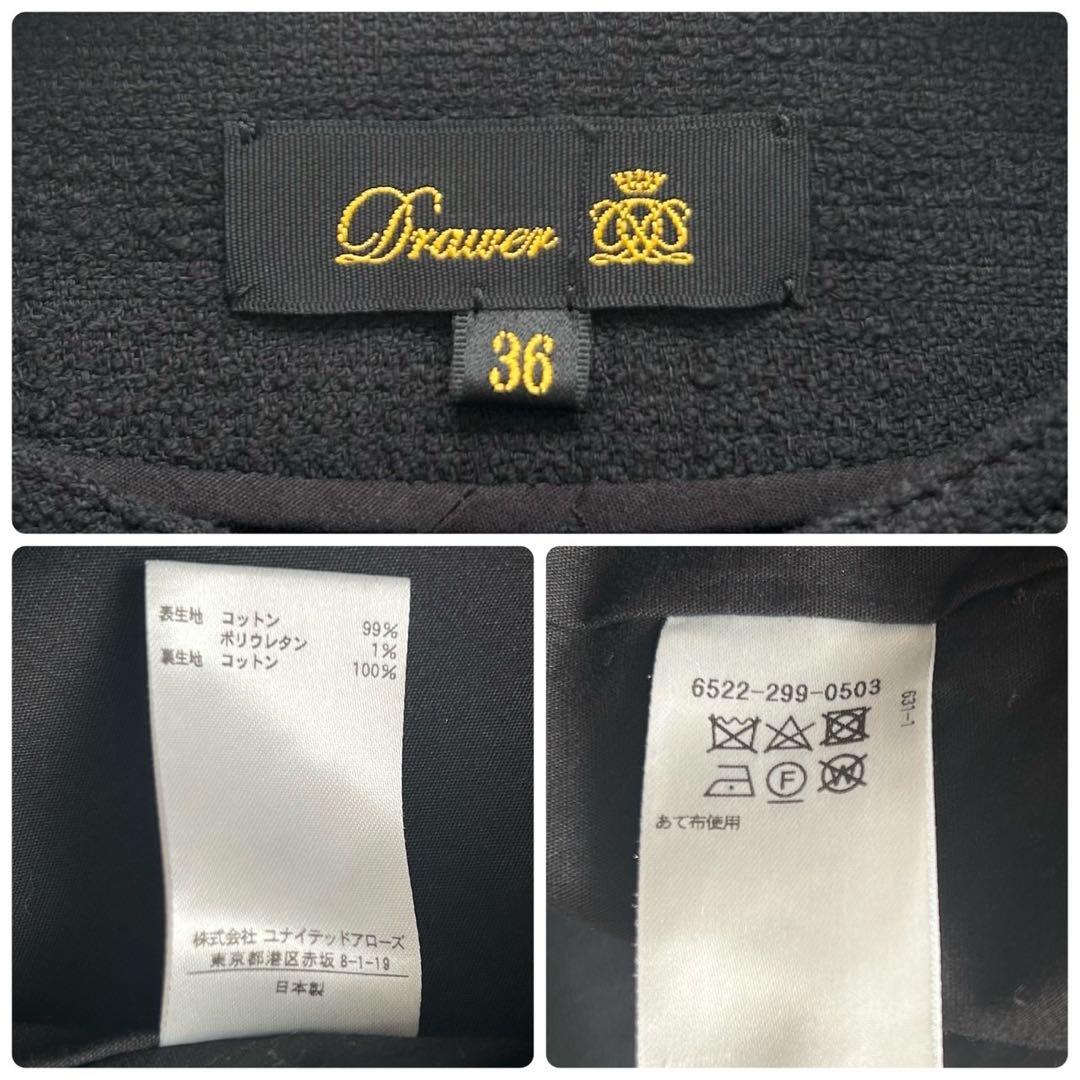 Drawer
36
表生地 コットン 99%
ポリウレタン 1%
裏生地 コットン 100%
株式会社 ユナイテッドアローズ
東京都港区赤坂 8-1-19
日本製
6522-299-0503
631-1
F
W
あて布使用